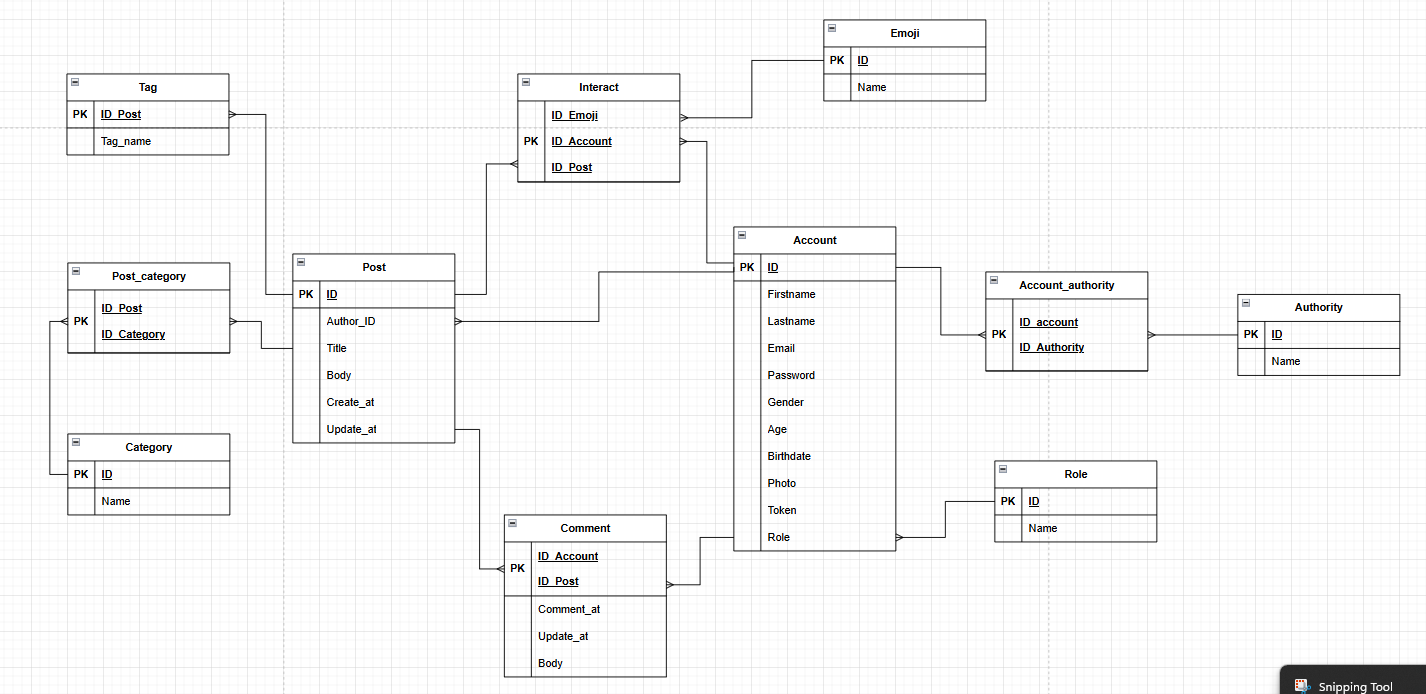 Emoji
PK ID
Name
Tag
PK ID_Post
Tag_name
Interact
ID_Emoji
PK ID_Account
ID_Post
Account
PK ID
Firstname
Lastname
Email
Password
Gender
Age
Birthdate
Photo
Token
Role
Post_category
ID_Post
PK
ID_Category
Post
PK ID
Author_ID
Title
Body
Create_at
Update_at
Account_authority
ID_account
PK
ID_Authority
Authority
PK ID
Name
Category
PK ID
Name
Role
PK ID
Name
Comment
ID_Account
PK
ID_Post
Comment_at
Update_at
Body
Snipping Tool